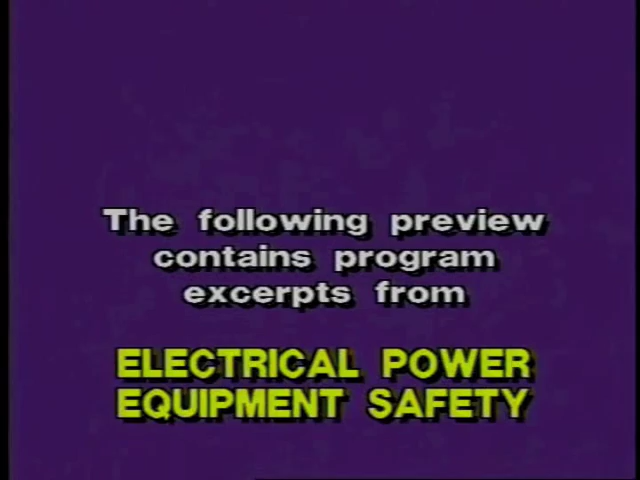 The following preview
contains program
excerpts from
ELECTRICAL POWER
EQUIPMENT SAFETY